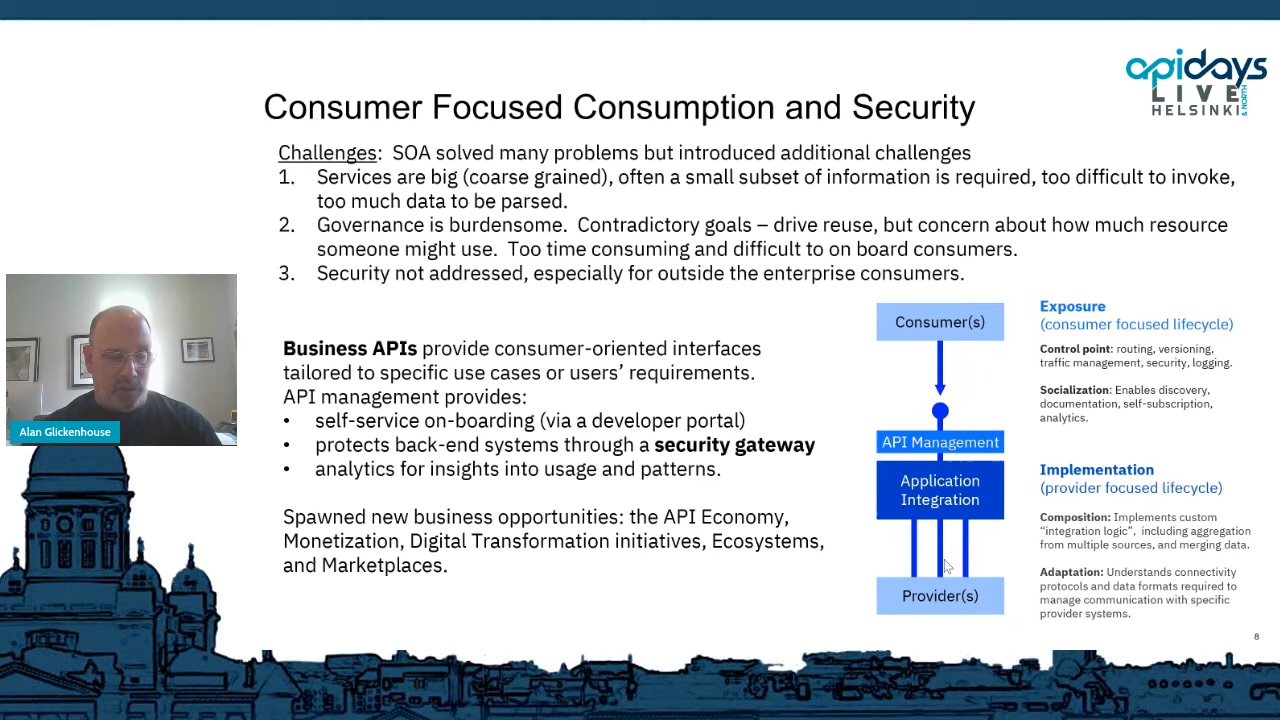 apidays
LIVE
HELSINKI
& NORTH
Consumer Focused Consumption and Security
Challenges:  SOA solved many problems but introduced additional challenges
1. Services are big (coarse grained), often a small subset of information is required, too difficult to invoke,
too much data to be parsed.
2. Governance is burdensome.  Contradictory goals – drive reuse, but concern about how much resource
someone might use.  Too time consuming and difficult to on board consumers.
3. Security not addressed, especially for outside the enterprise consumers.
Alan Glickenhouse
Business APIs provide consumer-oriented interfaces
tailored to specific use cases or users’ requirements.
API management provides:
• self-service on-boarding (via a developer portal)
• protects back-end systems through a security gateway
• analytics for insights into usage and patterns.
Spawned new business opportunities: the API Economy,
Monetization, Digital Transformation initiatives, Ecosystems,
and Marketplaces.
Consumer(s)
API Management
Application
Integration
Provider(s)
Exposure
(consumer focused lifecycle)
Control point: routing, versioning,
traffic management, security, logging.
Socialization: Enables discovery,
documentation, self-subscription,
analytics.
Implementation
(provider focused lifecycle)
Composition: Implements custom
“integration logic”,  including aggregation
from multiple sources, and merging data.
Adaptation: Understands connectivity
protocols and data formats required to
manage communication with specific
provider systems.
8